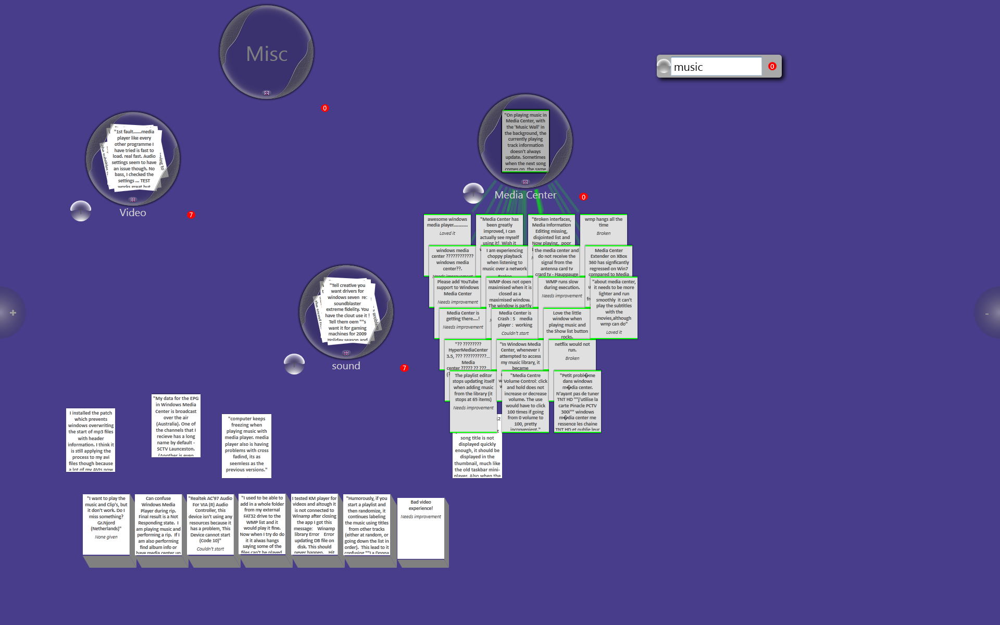 Misc
0
music
0
"1st fault......media
player like every
other programme I
have tried is fast to
load. real fast. Audio
settings seem to have
an issue though. No
bass, I checked the
settings ... TEST
works great but
Video
7
"On playing music in
Media Center, with
the 'Music Wall' in
the background, the
currently playing
track information
doesn't always
update. Sometimes
when the next song
comes on, the same
Media Center
0
awesome windows
media player...........
Loved it
"Media Center has
been greatly
improved, I can
actually see myself
using it! Wish it
"Broken interfaces,
Media Information
Editing missing,
disjointed list and
Now playing, poor
wmp hangs all the
time
Broken
windows media
center ????????????
windows media
center??.
Needs improvement
I am experiencing
choppy playback
when listening to
music over a network
Broken
the media center and
do not receive the
signal from the
antenna card tv
crard tv - Hauppauge
Media Center
Extender on XBox
360 has signficantly
regressed on Win7
compared to Media
Please add YouTube
support to Windows
Media Center
Needs improvement
WMP does not open
maximised when it is
closed as a
maximised window.
The window is partly
WMP runs slow
during execution.
Needs improvement
"about media center,
it needs to be more
lighter and run
smoothly it can't
play the subtitles
with the
movies,although
wmp can do"
Loved it
Media Center is
getting there....!
Needs improvement
Media Center is
Crash : S media
player : working
Couldn't start
Love the little
window when
playing music and
the Show list button
rocks.
"?? ????????
HyperMediaCenter
3.5, ??? ??????????...
Media
center ????? ?? ???...
"In Windows Media
Center, whenever I
attempted to access
my music library, it
became
netflix would not
run.
Broken
The playlist editor
stops updating itself
when adding music
from the library (it
stops at 65 items)
Needs improvement
"Media Centre
Volume Control: click
and hold does not
increase or decrease
volume. The use
would have to click
100 times if going
from 0 volume to
100, pretty
inconvenient."
"Petit probl�me
dans windows
m�dia center.
N'ayant pas de tuner
TNT HD ""j'utilise la
carte Pinacle PCTV
300i"" windows
m�dia center me
ressence les chaine
TNT HD et oublie leur
song title is not
displayed quickly
enough, it should be
displayed in the
thumbnail, much like
the old taskbar mini-
player. Also when the
+
-
"Tell creative you
want drivers for
windows seven re:
soundblaster
extreme fidelity. You
have the clout use it !
Tell them oem ""s
want it for gaming
machines for 2009
Holiday season and
sound
7
I installed the patch
which prevents
windows overwriting
the start of mp3 files
with header
information. I think it
is still applying the
process to my avi
files though because
a lot of my AVIs now
"My data for the EPG
in Windows Media
Center is broadcast
over the air
(Australia). One of
the channels that I
recieve has a long
name by default -
SCTV Launceston.
(Another is even
"computer keeps
freezing when
playing music with
media player. media
player also is having
problems with cross
fadind, its as
seemless as the
previous versions."
"I want to play the
music and Clip's, but
it don't work. Do I
miss something?
Gr.Njord
(Netherlands)"
None given
Can confuse
Windows Media
Player during rip.
Final result is a Not
Responding state. I
am playing music and
performing a rip. If I
am also performing
find album info or
have media center up
"Realtek AC'97 Audio
For VIA (R) Audio
Controller, this
device isn't using any
resources because it
has a problem, This
Device cannot start
(Code 10)"
Couldn't start
"I used to be able to
add in a whole folder
from my external
FAT32 drive to the
WMP list and it
would play it fine.
Now when I try do do
it it alwas hangs
saying some of the
files can't be played
I tested KM player for
videos and altough it
is not connected to
Winamp after closing
the app I got this
message: Winamp
library Error Error
updating DB file on
disk. This should
never happen. Hit
"Humorously, if you
start a playlist and
then randomize, it
continues labeling
the music using titles
from other tracks
(either at random, or
going down the list in
order). This lead to it
confusing ""La Donna
Bad video
experience!
Needs improvement